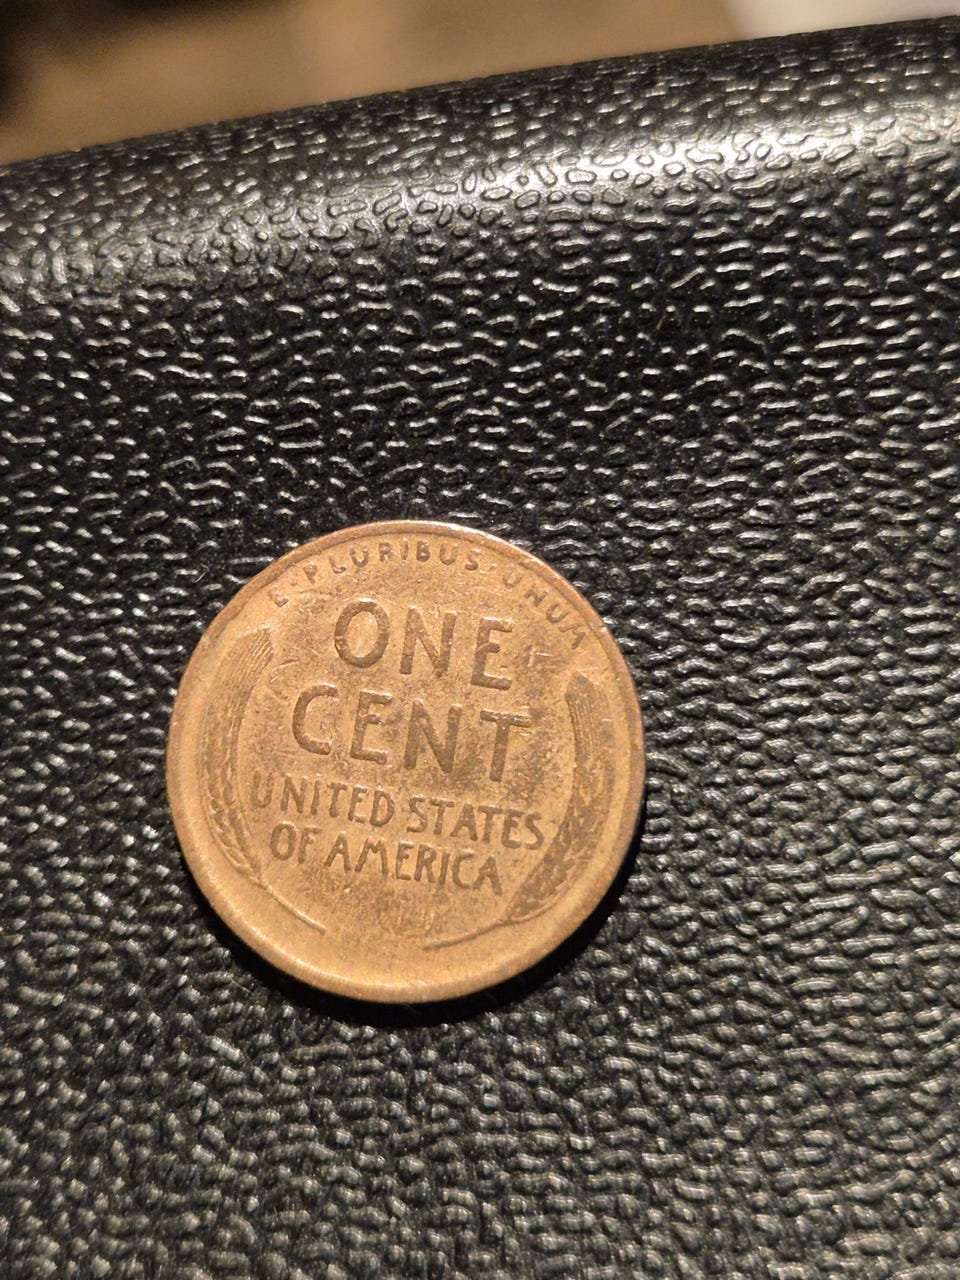 E·PLURIBUS·UNUM
ONE
CENT
UNITED STATES
OF AMERICA